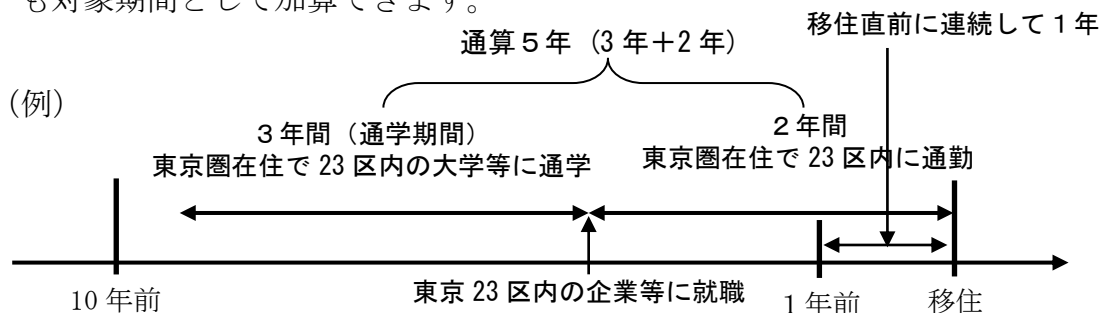 も対象期間として加算できます。
移住直前に連続して１年
通算５年（3 年＋2 年）
（例）
３年間（通学期間）
東京圏在住で 23 区内の大学等に通学
２年間
東京圏在住で 23 区内に通勤
10 年前
東京 23 区内の企業等に就職
１年前
移住